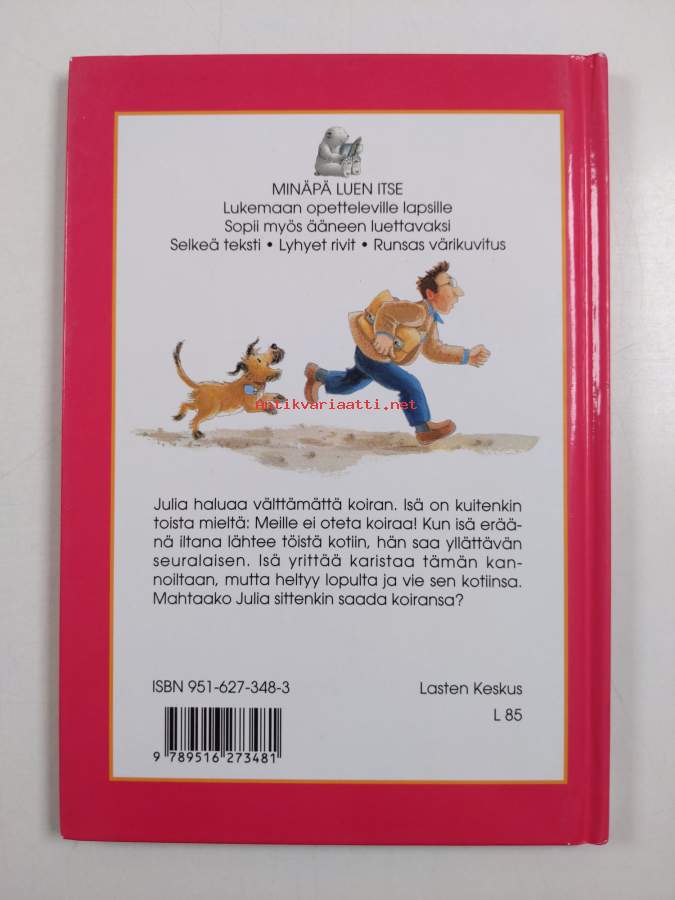 MINÄPÄ LUEN ITSE
Lukemaan opetteleville lapsille
Sopii myös ääneen luettavaksi
Selkeä teksti • Lyhyet rivit • Runsas värikuvitus
antikvariaatti.net
Julia haluaa välttämättä koiran. Isä on kuitenkin
toista mieltä: Meille ei oteta koiraa! Kun isä erää-
nä iltana lähtee töistä kotiin, hän saa yllättävän
seuralaisen. Isä yrittää karistaa tämän kan-
noiltaan, mutta heltyy lopulta ja vie sen kotiinsa.
Mahtaako Julia sittenkin saada koiransa?
ISBN 951-627-348-3
Lasten Keskus
L 85
9 789516 273481